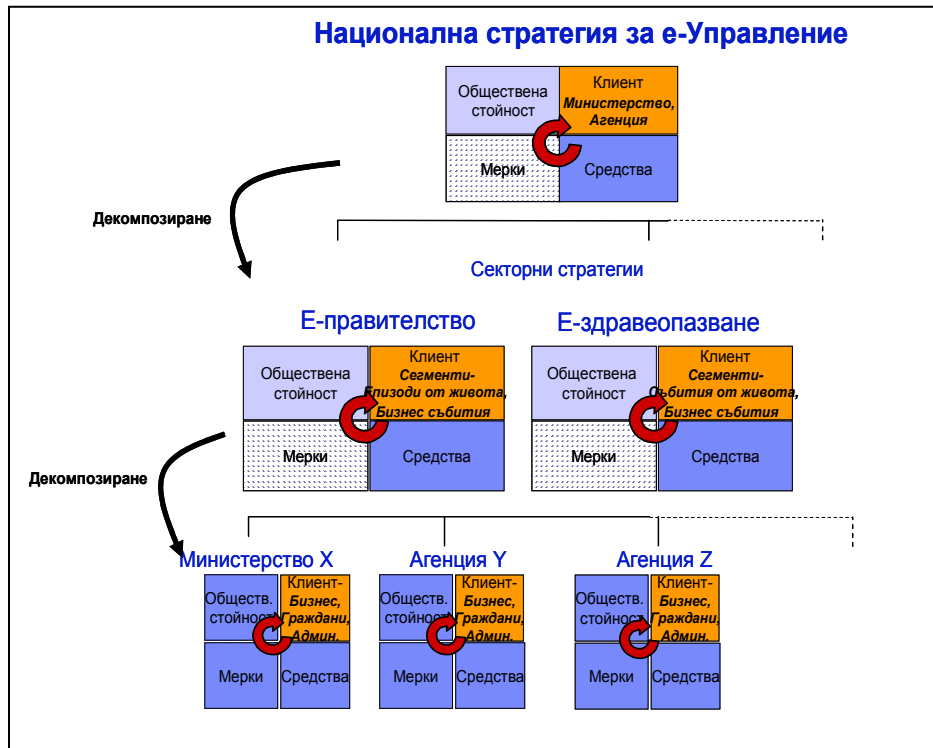 Национална стратегия за е-Управление
Обществена
стойност
Клиент
Министерство,
Агенция
Мерки
Средства
Декомпозиране
Секторни стратегии
Е-правителство
Е-здравеопазване
Обществена
стойност
Клиент
Сегменти-
Епизоди от живота,
Бизнес събития
Мерки
Средства
Обществена
стойност
Клиент
Сегменти-
Събития от живота,
Бизнес събития
Мерки
Средства
Декомпозиране
Министерство X
Агенция Y
Агенция Z
Обществ.
стойност
Клиент-
Бизнес,
Граждани,
Админ.
Мерки
Средства
Обществ.
стойност
Клиент-
Бизнес,
Граждани,
Админ.
Мерки
Средства
Обществ.
стойност
Клиент-
Бизнес,
Граждани,
Админ.
Мерки
Средства